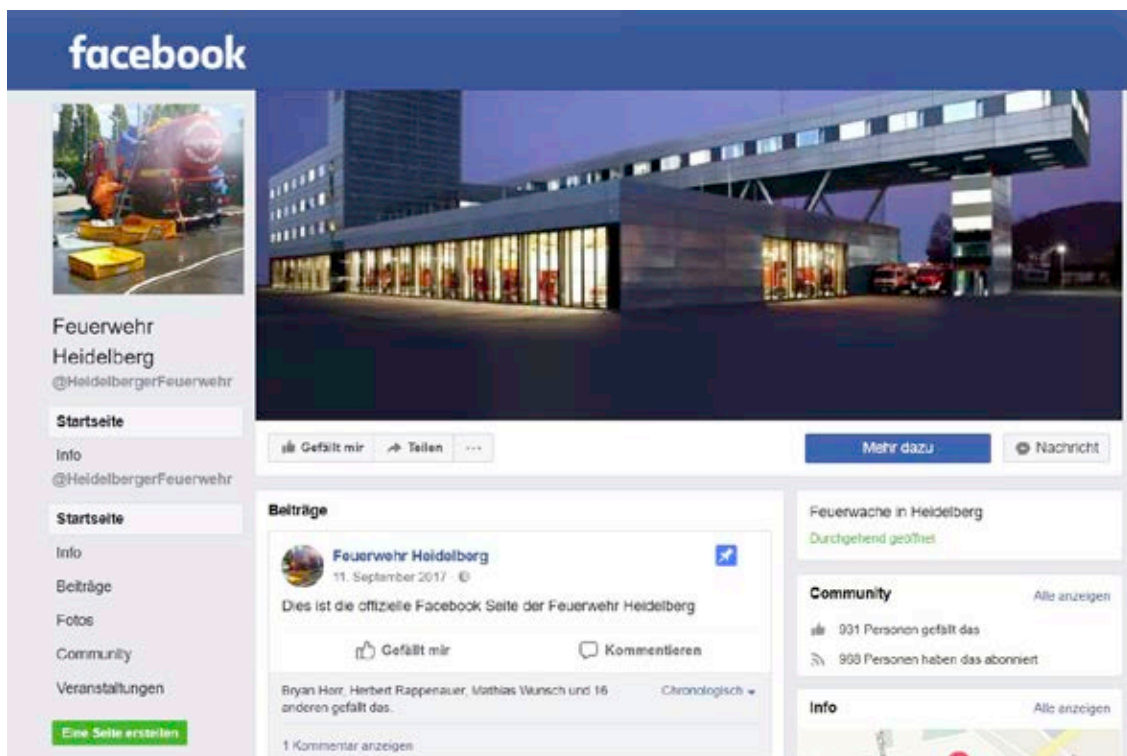 facebook
Feuerwehr
Heidelberg
@HeidelbergerFeuerwehr
Startseite
Info
@HeidelbergerFeuerwehr
Startseite
Info
Beiträge
Fotos
Community
Veranstaltungen
Eine Seite erstellen
Gefällt mir
Teilen
...
Mehr dazu
Nachricht
Beiträge
Feuerwehr Heidelberg
11. September 2017 ·
Dies ist die offizielle Facebook Seite der Feuerwehr Heidelberg
Gefällt mir
Kommentieren
Bryan Horr, Herbert Rappenauer, Mathias Wunsch und 16
anderen gefällt das.
Chronologisch
1 Kommentar anzeigen
Feuerwache in Heidelberg
Durchgehend geöffnet
Community
Alle anzeigen
931 Personen gefällt das
968 Personen haben das abonniert
Info
Alle anzeigen